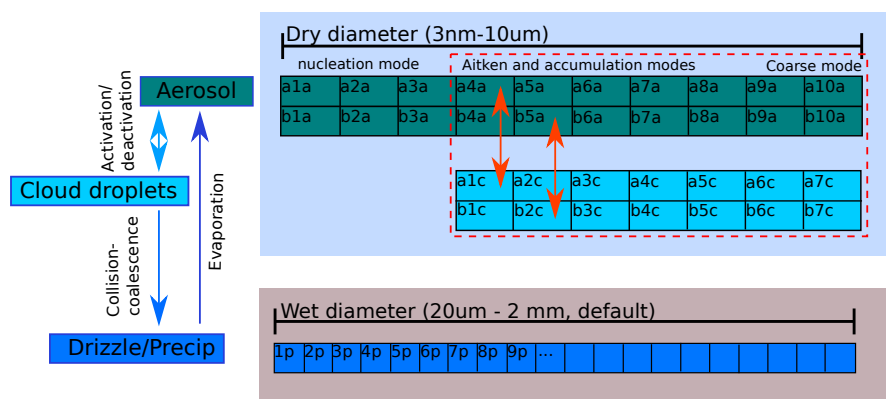 Dry diameter (3nm-10um)
nucleation mode Aitken and accumulation modes Coarse mode
Aerosol
a1a a2a a3a a4a a5a a6a a7a a8a a9a a10a
b1a b2a b3a b4a b5a b6a b7a b8a b9a b10a
Activation/
deactivation
Cloud droplets
a1c a2c a3c a4c a5c a6c a7c
b1c b2c b3c b4c b5c b6c b7c
Collision-
coalescence
Evaporation
Wet diameter (20um - 2 mm, default)
Drizzle/Precip
1p 2p 3p 4p 5p 6p 7p 8p 9p ...